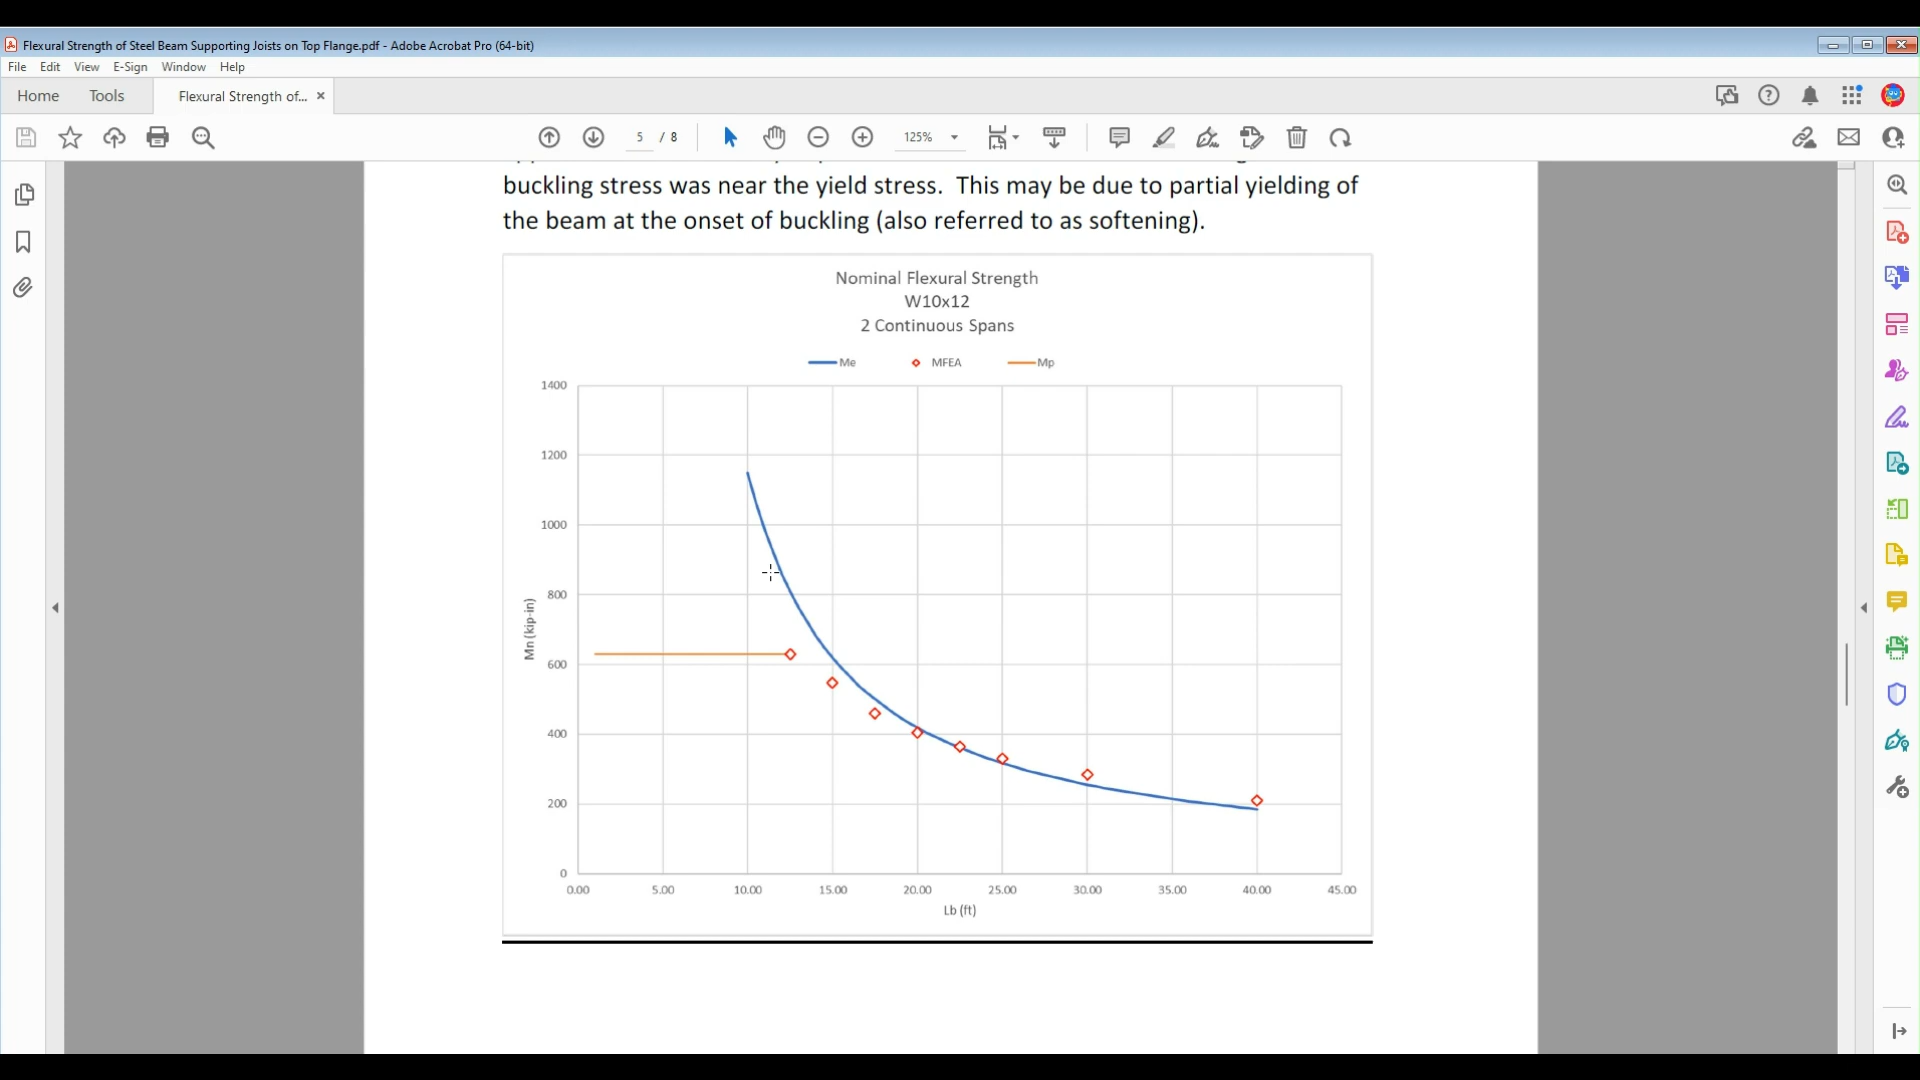 Flexural Strength of Steel Beam Supporting Joists on Top Flange.pdf - Adobe Acrobat Pro (64-bit)
File Edit View E-Sign Window Help
Home Tools Flexural Strength of... ×
5 / 8 125%
buckling stress was near the yield stress. This may be due to partial yielding of
the beam at the onset of buckling (also referred to as softening).
Nominal Flexural Strength
W10x12
2 Continuous Spans
Me MFEA Mp
1400
1200
1000
800
600
400
200
0
Mn (kip-in)
0.00 5.00 10.00 15.00 20.00 25.00 30.00 35.00 40.00 45.00
Lb (ft)